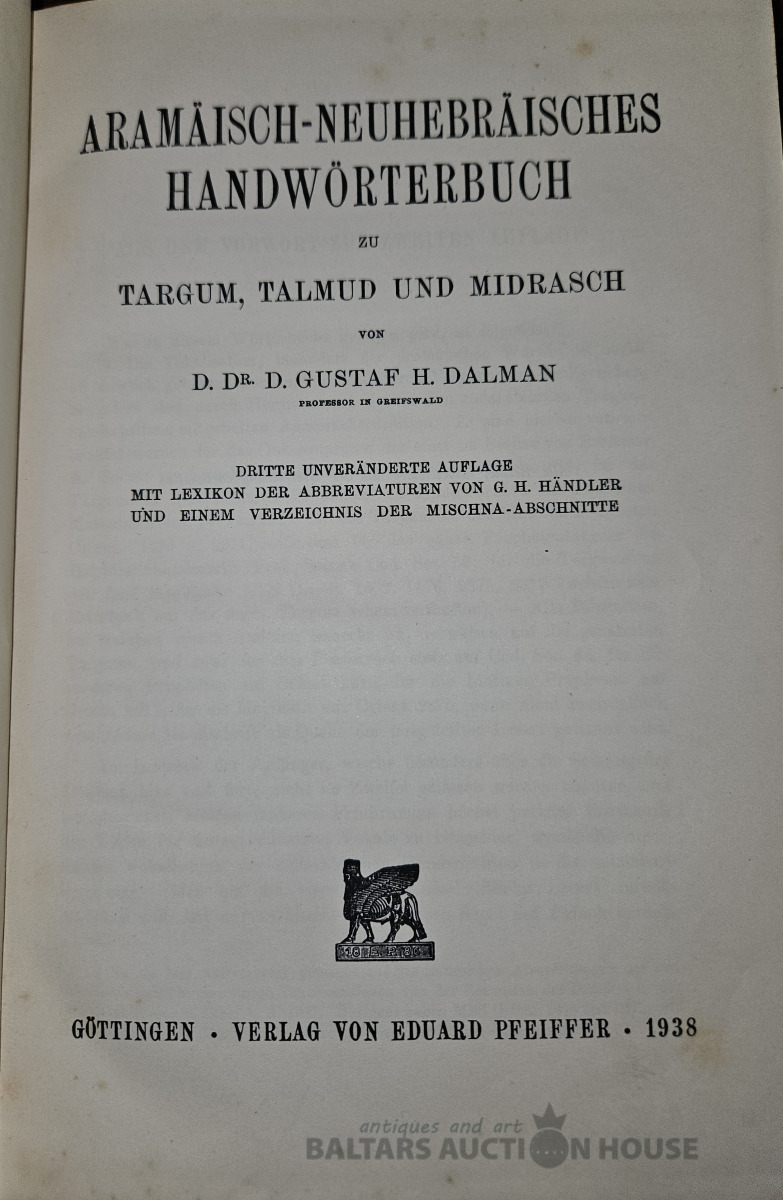 ARAMÄISCH-NEUHEBRÄISCHES
HANDWÖRTERBUCH
ZU
TARGUM, TALMUD UND MIDRASCH
VON
D. DR. D. GUSTAF H. DALMAN
PROFESSOR IN GREIFSWALD
DRITTE UNVERÄNDERTE AUFLAGE
MIT LEXIKON DER ABBREVIATUREN VON G. H. HÄNDLER
UND EINEM VERZEICHNIS DER MISCHNA-ABSCHNITTE
GÖTTINGEN · VERLAG VON EDUARD PFEIFFER · 1938
antiques and art
BALTARS AUCTION HOUSE